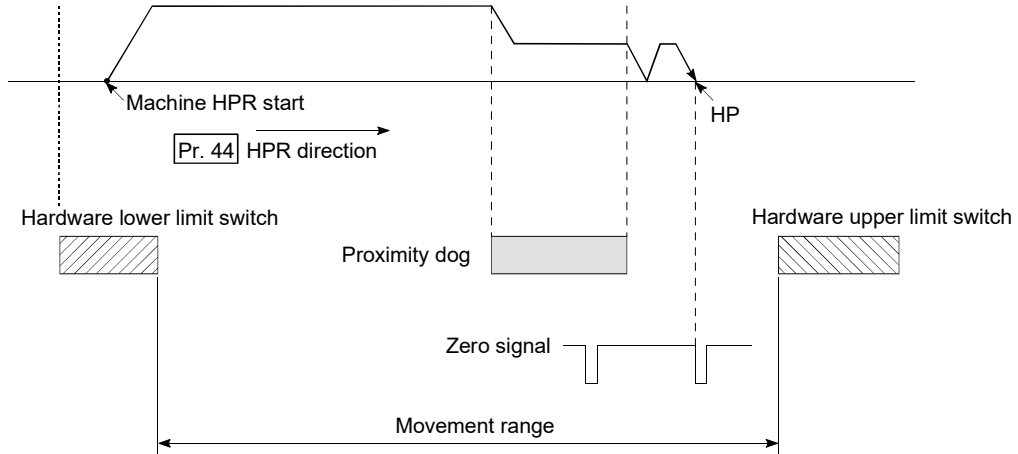 Machine HPR start
HP
Pr. 44 HPR direction
Hardware lower limit switch
Hardware upper limit switch
Proximity dog
Zero signal
Movement range